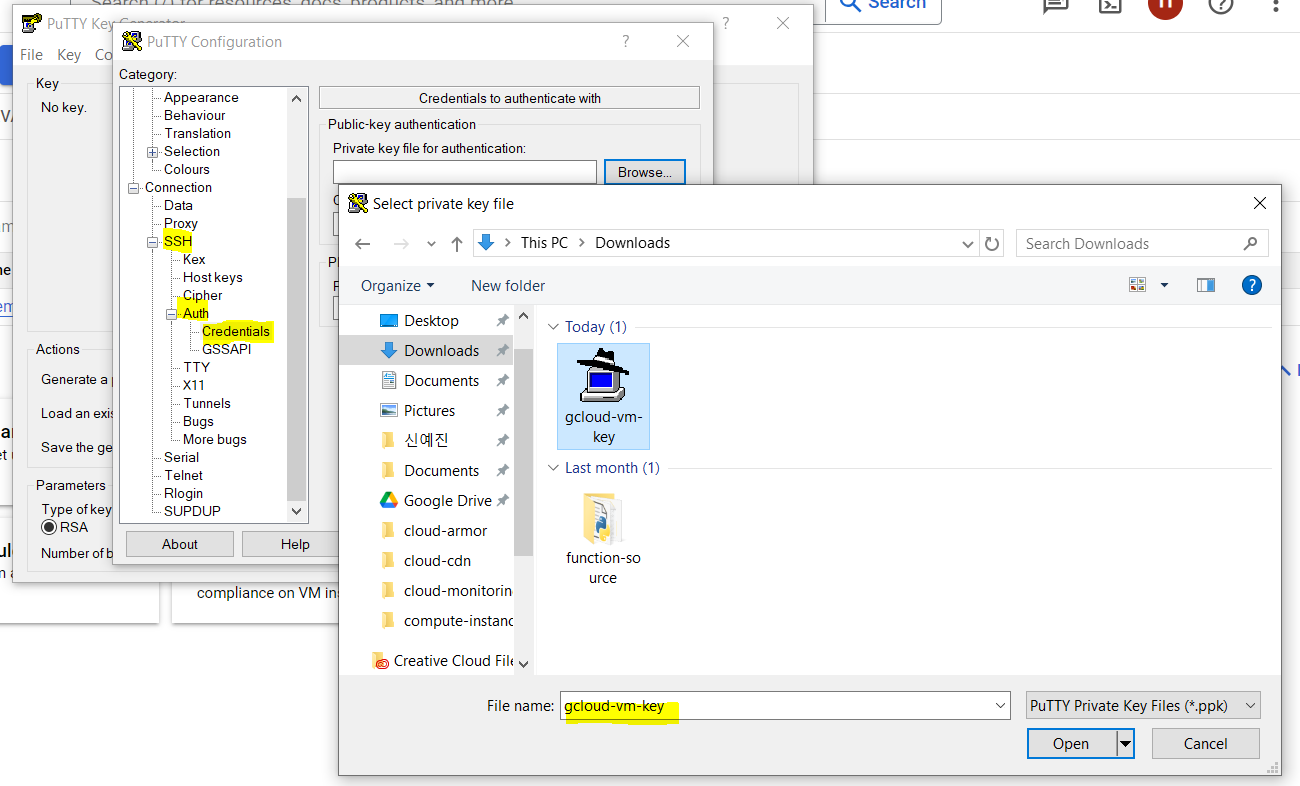 Search (/) for resources, docs, products, and more
Search
PuTTY Key Generator
?
File Key Co
Key
No key.
Actions
Generate a p
Load an exis
Save the ge
Parameters
Type of key
RSA
Number of b
compliance on VM ins
PuTTY Configuration
?
Category:
Appearance
Behaviour
Translation
Selection
Colours
Connection
Data
Proxy
SSH
Kex
Host keys
Cipher
Auth
Credentials
GSSAPI
TTY
X11
Tunnels
Bugs
More bugs
Serial
Telnet
Rlogin
SUPDUP
About
Help
Credentials to authenticate with
Public-key authentication
Private key file for authentication:
Browse...
Select private key file
This PC > Downloads
Search Downloads
Organize
New folder
?
Desktop
Downloads
Documents
Pictures
신예진
Documents
Google Drive
cloud-armor
cloud-cdn
cloud-monitorin
compute-instanc
Creative Cloud File
Today (1)
gcloud-vm-
key
Last month (1)
function-so
urce
File name:
gcloud-vm-key
PuTTY Private Key Files (*.ppk)
Open
Cancel